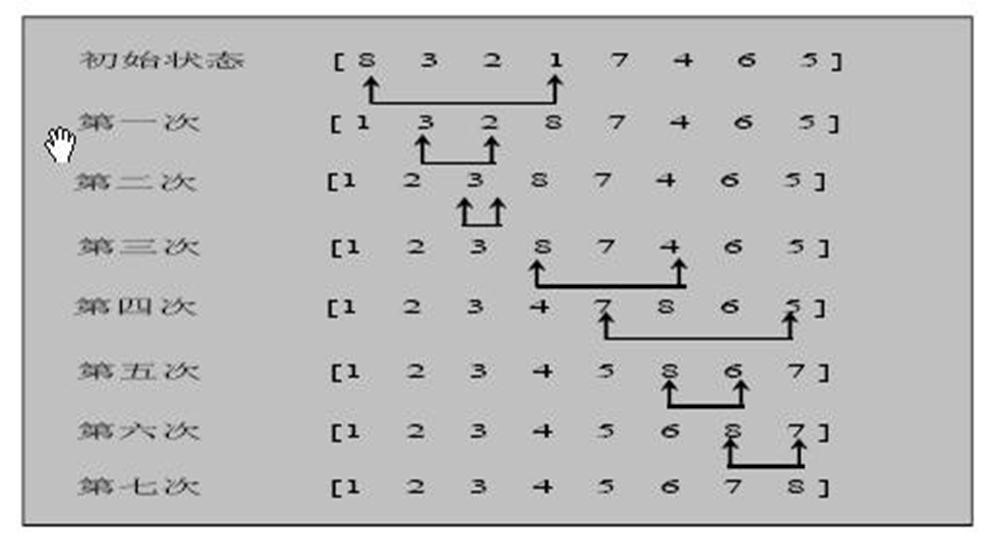 初始状态 [ 8 3 2 1 7 4 6 5 ]
第一次 [ 1 3 2 8 7 4 6 5 ]
第二次 [1 2 3 8 7 4 6 5 ]
第三次 [1 2 3 8 7 4 6 5 ]
第四次 [1 2 3 4 7 8 6 5 ]
第五次 [1 2 3 4 5 8 6 7 ]
第六次 [1 2 3 4 5 6 8 7 ]
第七次 [1 2 3 4 5 6 7 8 ]